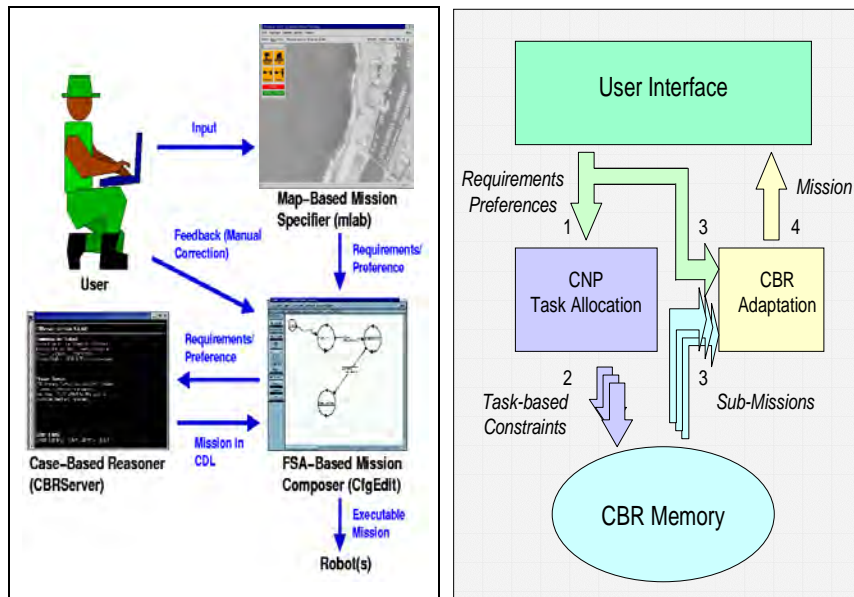 Input
Map-Based Mission
Specifier (mlab)
Feedback (Manual
Correction)
Requirements/
Preference
User
Requirements/
Preference
Mission in
CDL
Case-Based Reasoner
(CBRServer)
FSA-Based Mission
Composer (CfgEdit)
Executable
Mission
Robot(s)
User Interface
Requirements
Preferences
1
3
4
Mission
CNP
Task Allocation
CBR
Adaptation
2
Task-based
Constraints
3
Sub-Missions
CBR Memory